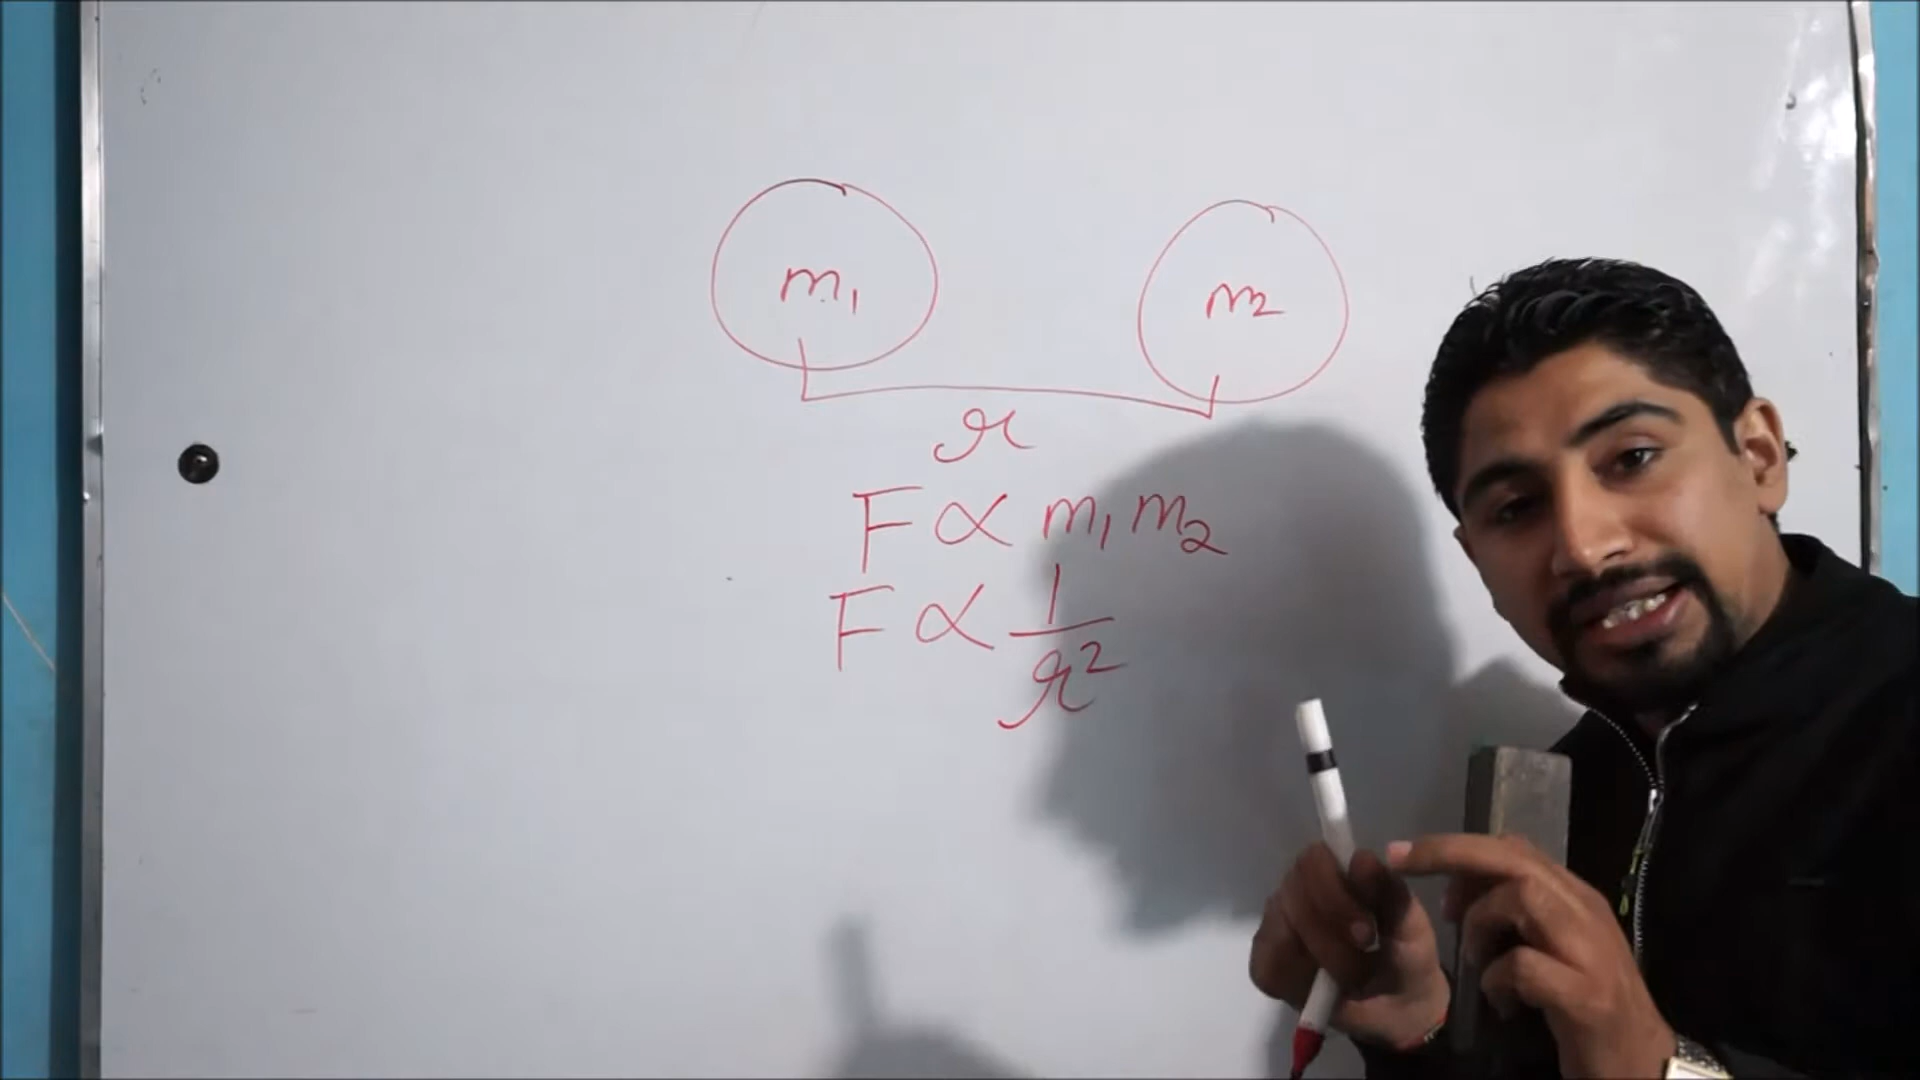 m₁ m₂
r
F ∝ m₁ m₂
F ∝ 1/r²